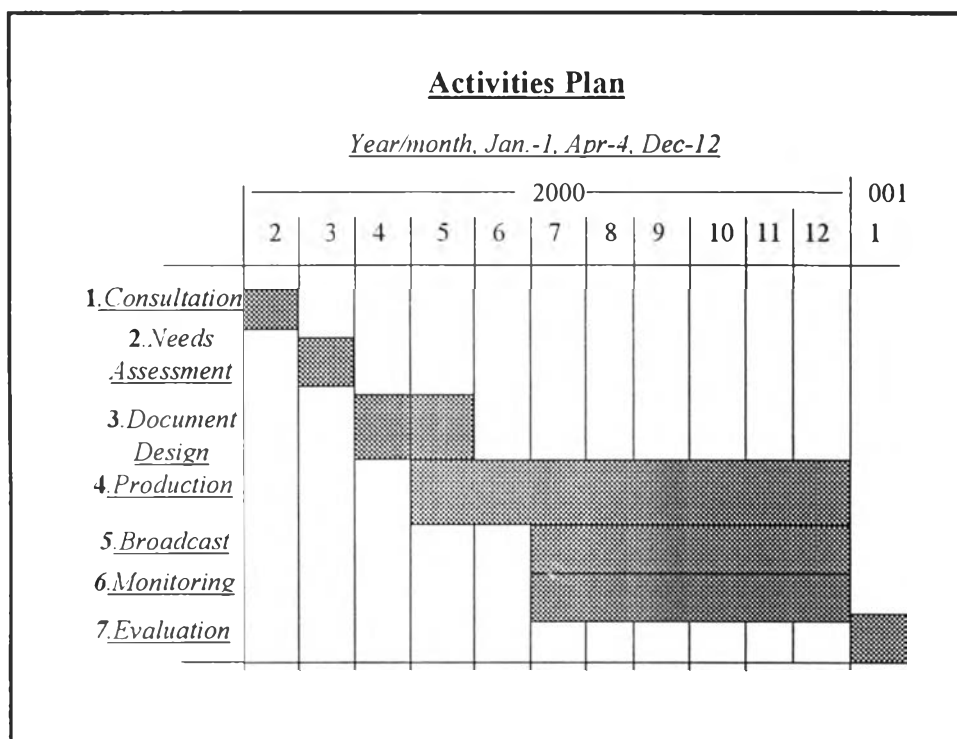 Activities Plan
Year/month, Jan.-1, Apr-4, Dec-12
2000 001
2 3 4 5 6 7 8 9 10 11 12 1
1.Consultation
2.Needs
Assessment
3.Document
Design
4.Production
5.Broadcast
6.Monitoring
7.Evaluation